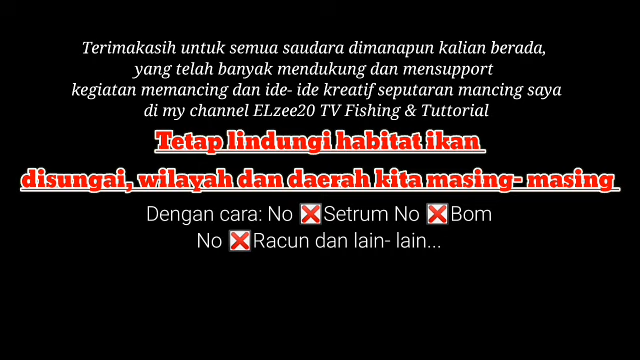 Terimakasih untuk semua saudara dimanapun kalian berada,
yang telah banyak mendukung dan mensupport
kegiatan memancing dan ide- ide kreatif seputaran mancing saya
di my channel ELzee20 TV Fishing & Tuttorial
Tetap lindungi habitat ikan
disungai, wilayah dan daerah kita masing- masing
Dengan cara: No ❌Setrum No ❌Bom
No ❌Racun dan lain- lain...